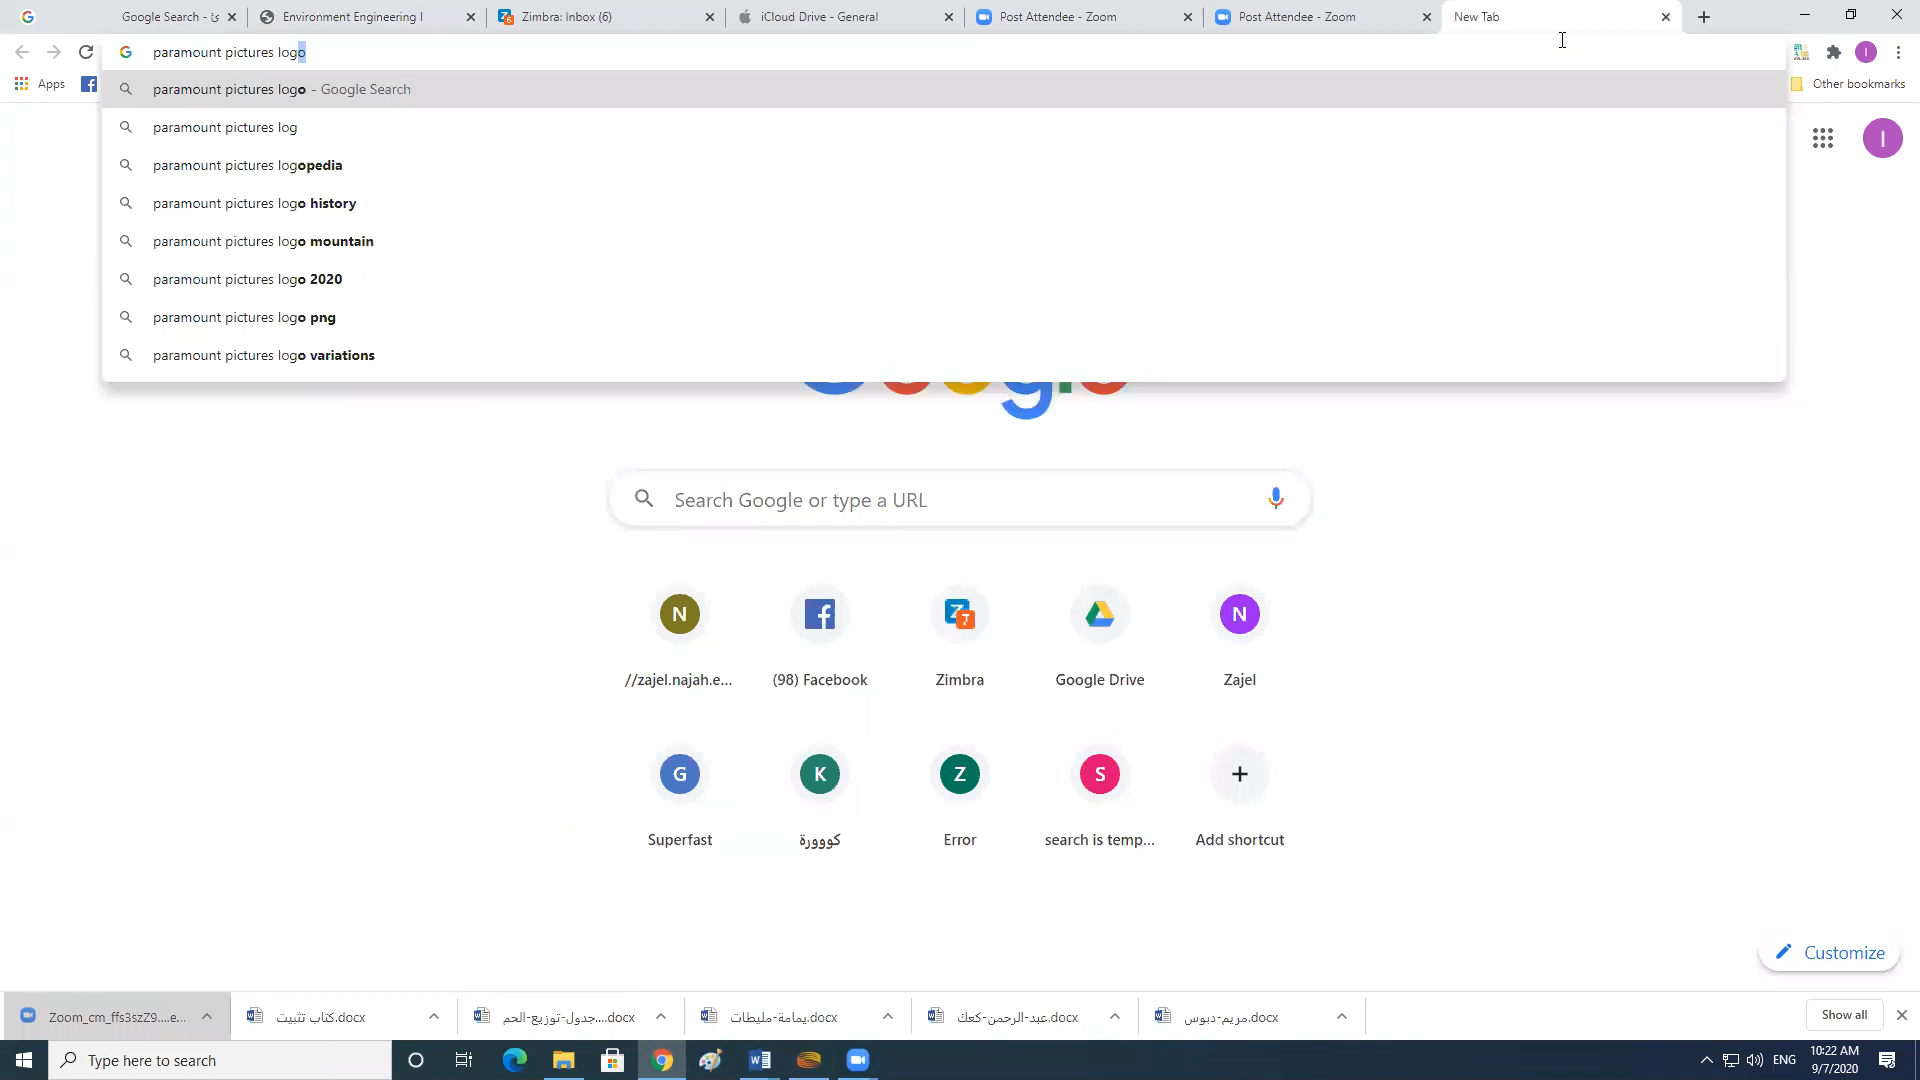 Google Search - ئ
Environment Engineering I
Zimbra: Inbox (6)
iCloud Drive - General
Post Attendee - Zoom
Post Attendee - Zoom
New Tab
paramount pictures logo
Apps
Other bookmarks
paramount pictures logo - Google Search
paramount pictures log
paramount pictures logopedia
paramount pictures logo history
paramount pictures logo mountain
paramount pictures logo 2020
paramount pictures logo png
paramount pictures logo variations
I
Search Google or type a URL
N
N
//zajel.najah.e...
(98) Facebook
Zimbra
Google Drive
Zajel
G
K
Z
S
Superfast
كووورة
Error
search is temp...
Add shortcut
Customize
Zoom_cm_ffs3szZ9....e...
كتاب تثبيت.docx
جدول-توزيع-الحم....docx
يمامة-مليطات.docx
عبد-الرحمن-كعك.docx
مريم-دبوس.docx
Show all
Type here to search
ENG
10:22 AM
9/7/2020